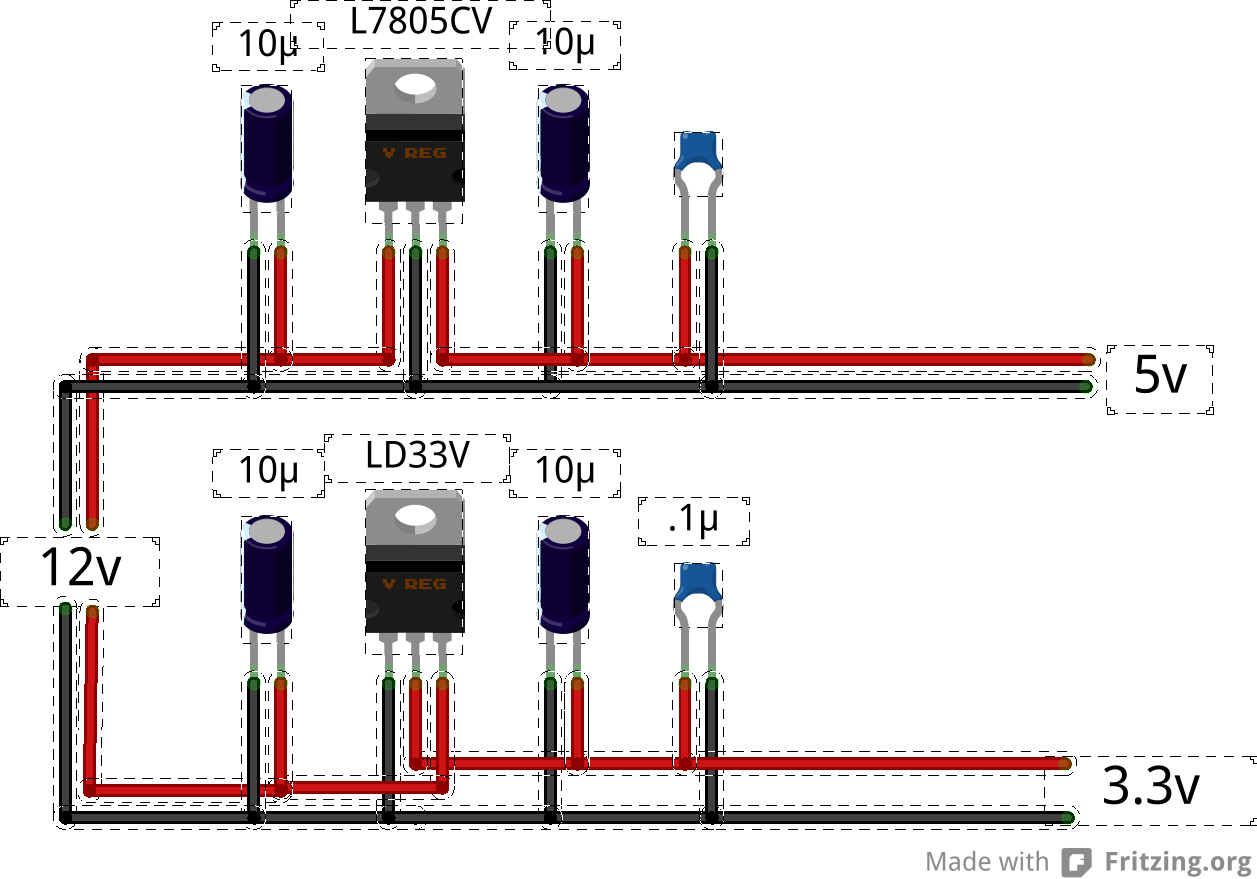 L7805CV
10µ
10µ
V REG
5v
LD33V
10µ
10µ
.1µ
12v
V REG
3.3v
Made with Fritzing.org